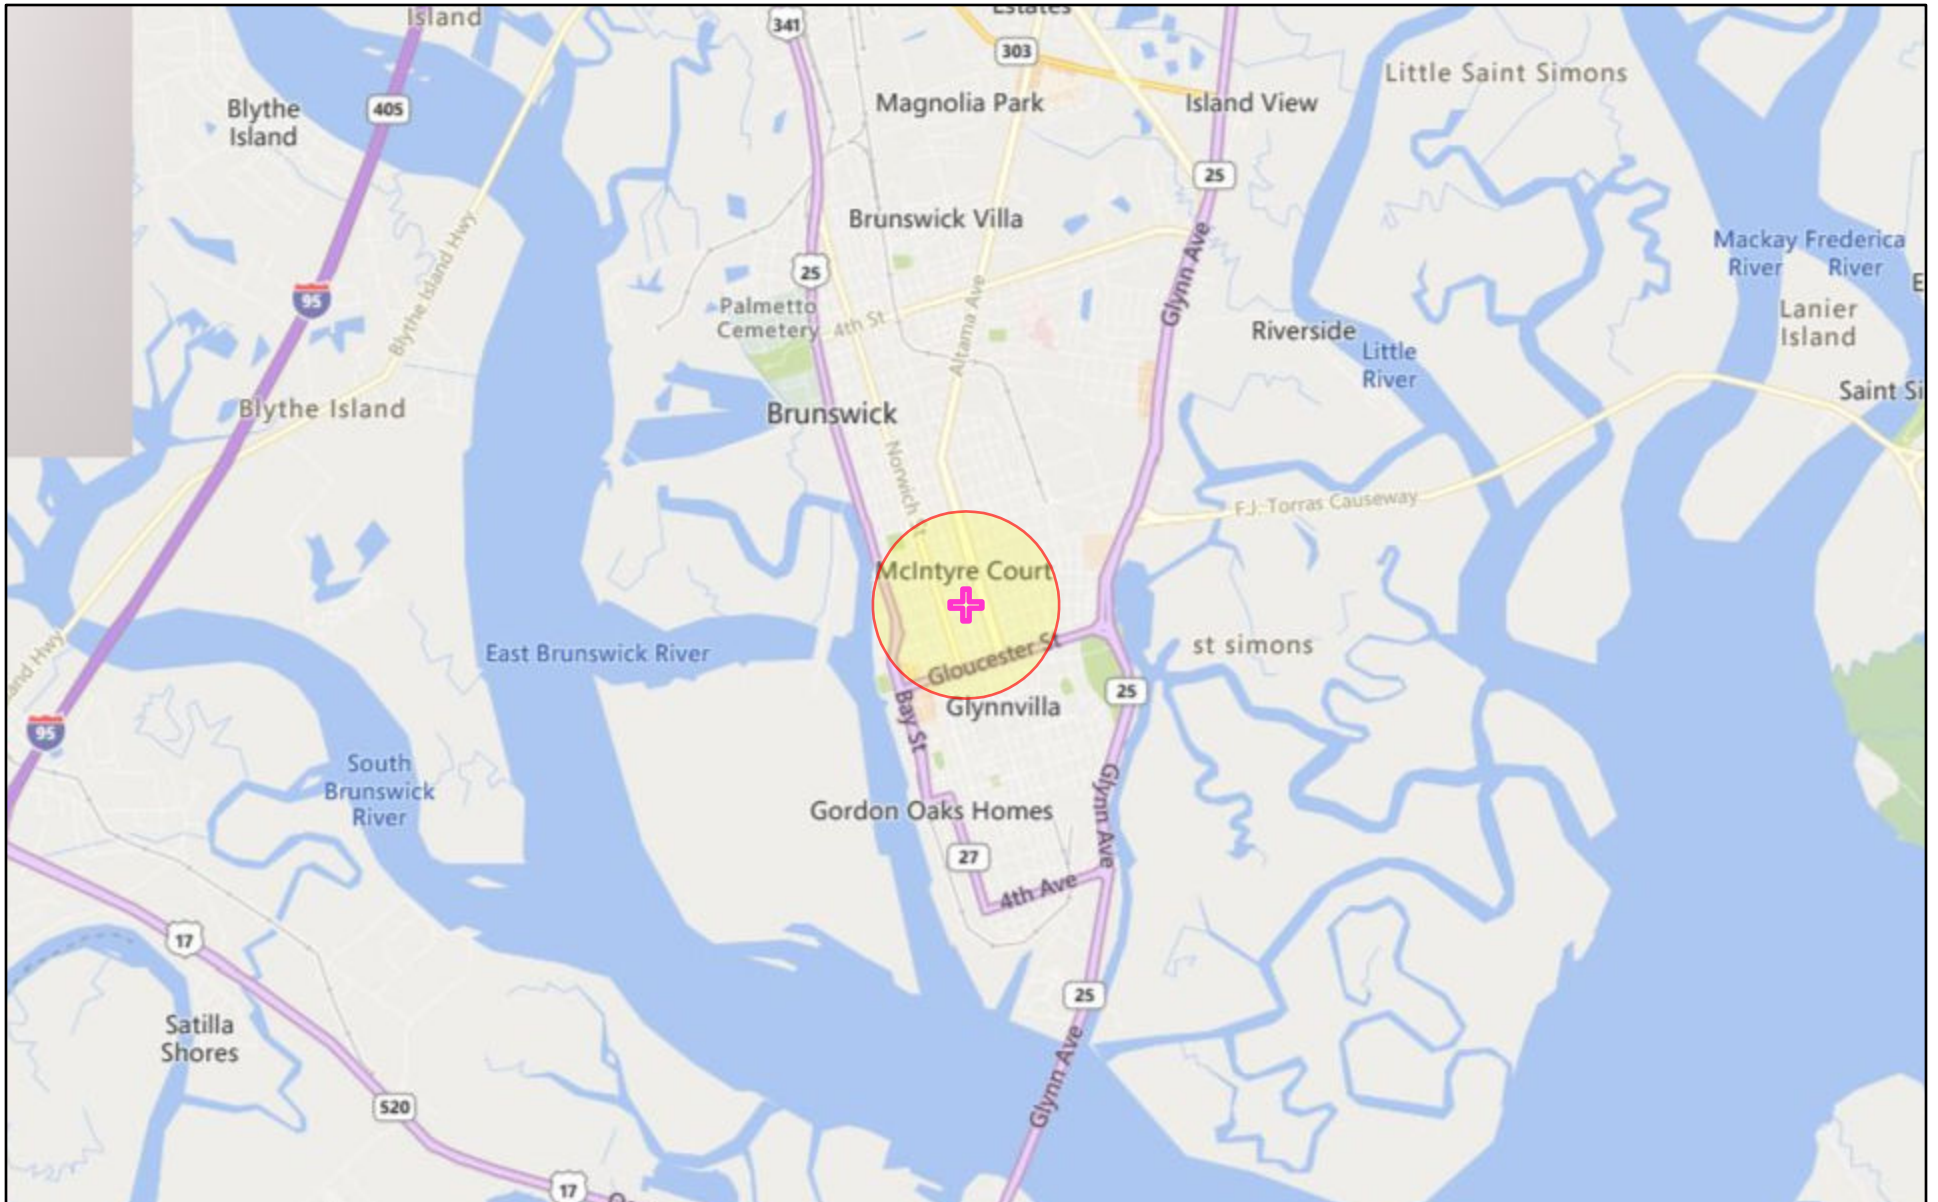 Island
341
Estates
303
Little Saint Simons
Blythe
Island
405
Magnolia Park
Island View
25
Brunswick Villa
Blythe Island Hwy
Glynn Ave
Mackay Frederica
River River
25
95
Palmetto
Cemetery
4th St
Altama Ave
Lanier
Island
Riverside
Little
River
Blythe Island
Brunswick
Saint Si
Norwich St
F.J. Torras Causeway
McIntyre Court
East Brunswick River
Gloucester St
st simons
and Hwy
25
Bay St
Glynnvilla
95
South
Brunswick
River
Glynn Ave
Gordon Oaks Homes
27
4th Ave
17
25
Satilla
Shores
Glynn Ave
520
17